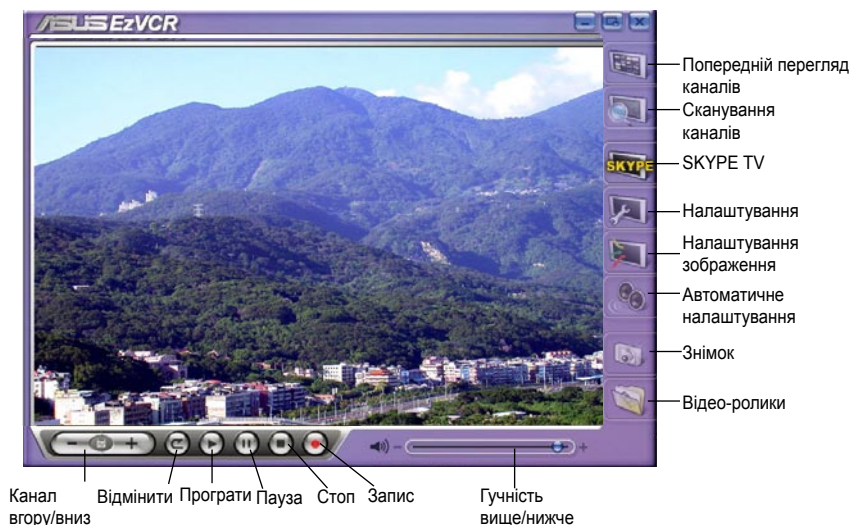 ASUS EzVCR
Попередній перегляд
каналів
Сканування
каналів
SKYPE
SKYPE TV
Налаштування
Налаштування
зображення
Автоматичне
налаштування
Знімок
Відео-ролики
Канал
вгору/вниз
Відмінити
Програти
Пауза
Стоп
Запис
Гучність
вище/нижче